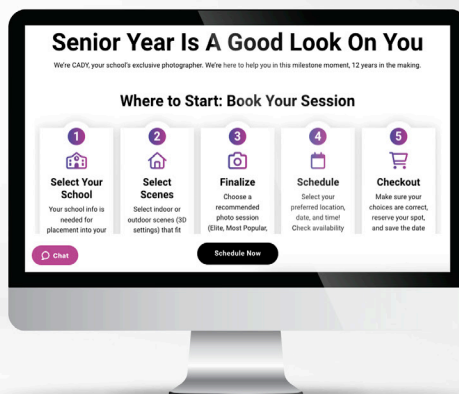 Senior Year Is A Good Look On You
We're CADY, your school's exclusive photographer. We're here to help you in this milestone moment, 12 years in the making.
Where to Start: Book Your Session
1
Select Your
School
Your school info is
needed for
placement into your
2
Select
Scenes
Select indoor or
outdoor scenes (3D
settings) that fit
3
Finalize
Choose a
recommended
photo session
(Elite, Most Popular,
4
Schedule
Select your
preferred location,
date, and time!
Check availability
5
Checkout
Make sure your
choices are correct,
reserve your spot,
and save the date
Chat
Schedule Now